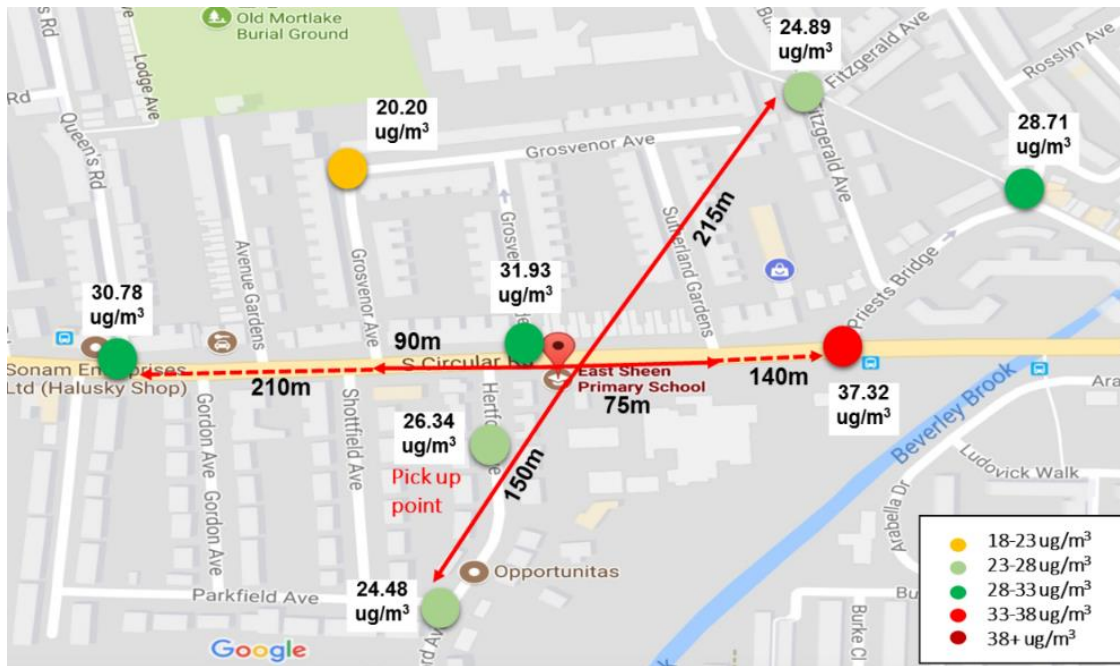 Old Mortlake
Burial Ground
Queen's Rd
Lodge Ave
Rd
24.89
ug/m³
Fitzgerald Ave
Fitzgerald Ave
Rosslyn Ave
20.20
ug/m³
28.71
ug/m³
Grosvenor Ave
215m
Sutherland Gardens
Avenue Gardens
Grosvenor Ave
Priests Bridge
30.78
ug/m³
31.93
ug/m³
90m
S Circular Rd
Sonam Enterprises
Ltd (Halusky Shop)
210m
East Sheen
Primary School
140m
75m
37.32
ug/m³
Beverley Brook
Gordon Ave
Gordon Ave
Shottfield Ave
26.34
ug/m³
Pick up
point
150m
Ludovick Walk
Arabella Dr
Opportunitas
Parkfield Ave
24.48
ug/m³
Burke Cl
Google
18-23 ug/m³
23-28 ug/m³
28-33 ug/m³
33-38 ug/m³
38+ ug/m³